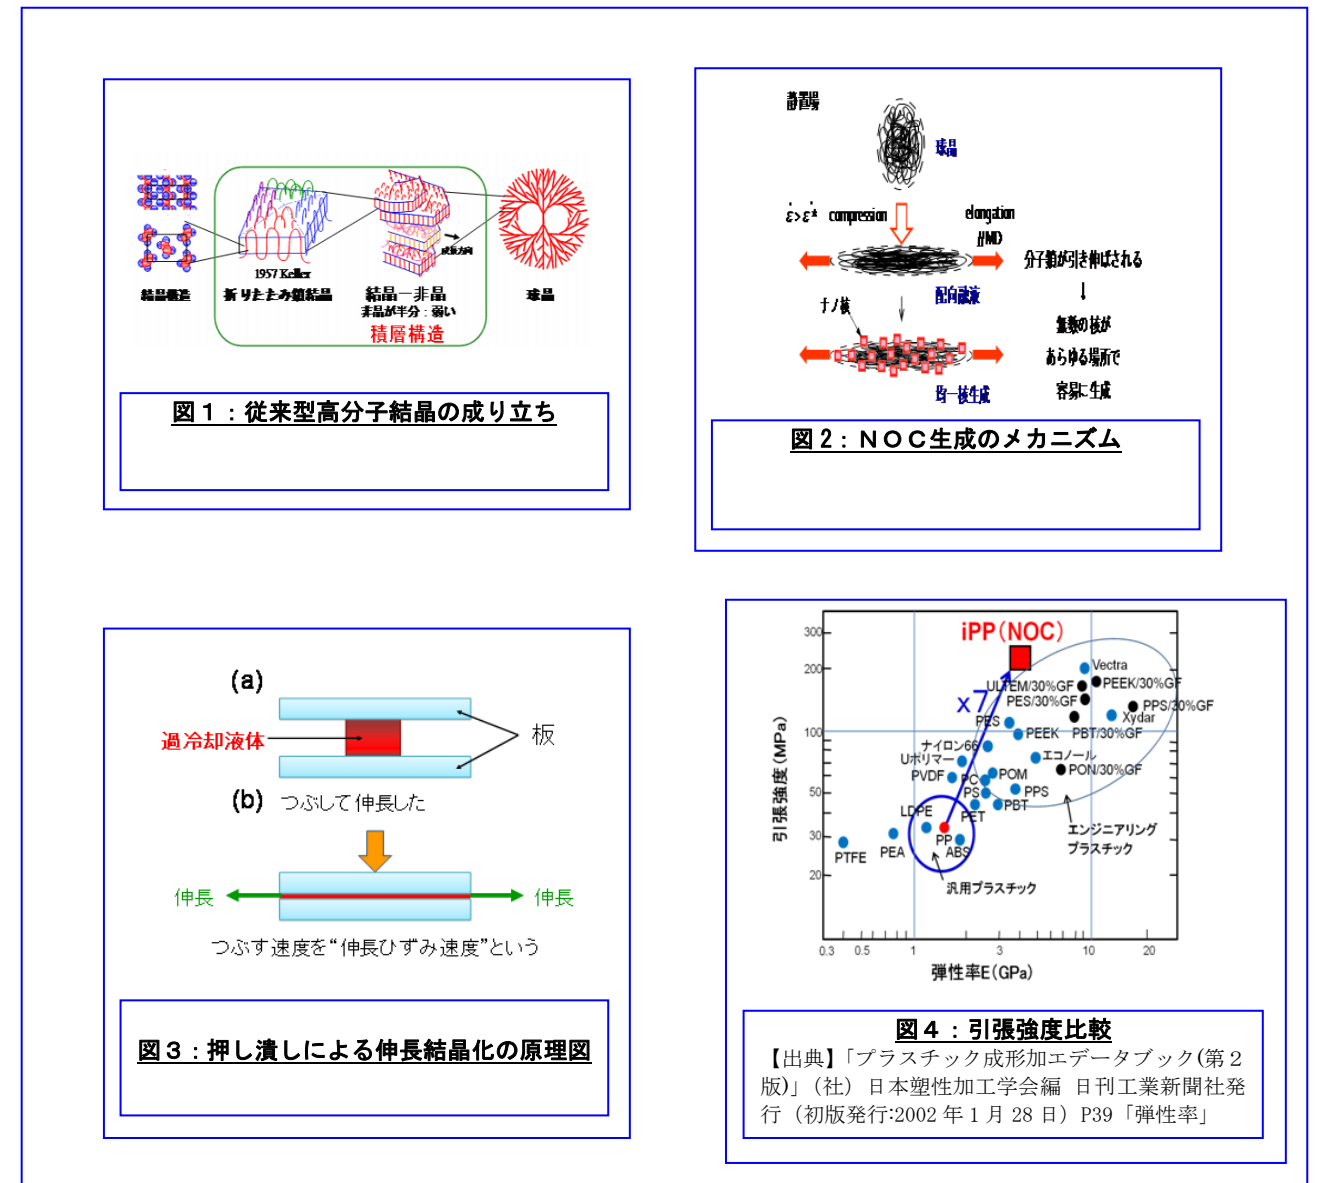 1957 Keller
成長方向
結晶構造
折りたたみ鎖結晶
結晶―非晶
非晶が半分：弱い
積層構造
球晶
図１：従来型高分子結晶の成り立ち
静置場
球晶
ε̇ > ε̇*
compression
elongation
//MD
分子鎖が引き伸ばされる
配向融液
↓
ナノ核
無数の核が
あらゆる場所で
容易に生成
均一核生成
図2：ＮＯＣ生成のメカニズム
(a)
過冷却液体
板
(b)
つぶして伸長した
伸長
伸長
つぶす速度を“伸長ひずみ速度”という
図３：押し潰しによる伸長結晶化の原理図
iPP(NOC)
x7
300
200
100
50
30
20
引張強度(MPa)
Vectra
ULTEM/30%GF
PEEK/30%GF
PES/30%GF
PPS/30%GF
Xydar
PES
PEEK
PBT/30%GF
ナイロン66
Uポリマー
エコノール
PVDF
PC
POM
PON/30%GF
PS
PPS
LDPE
PET
PBT
PP
ABS
PTFE
PEA
エンジニアリング
プラスチック
汎用プラスチック
0.3
0.5
1
3
10
20
弾性率E(GPa)
図４：引張強度比較
【出典】「プラスチック成形加工データブック(第２
版)」（社）日本塑性加工学会編 日刊工業新聞社発
行（初版発行:2002 年 1 月 28 日）P39「弾性率」